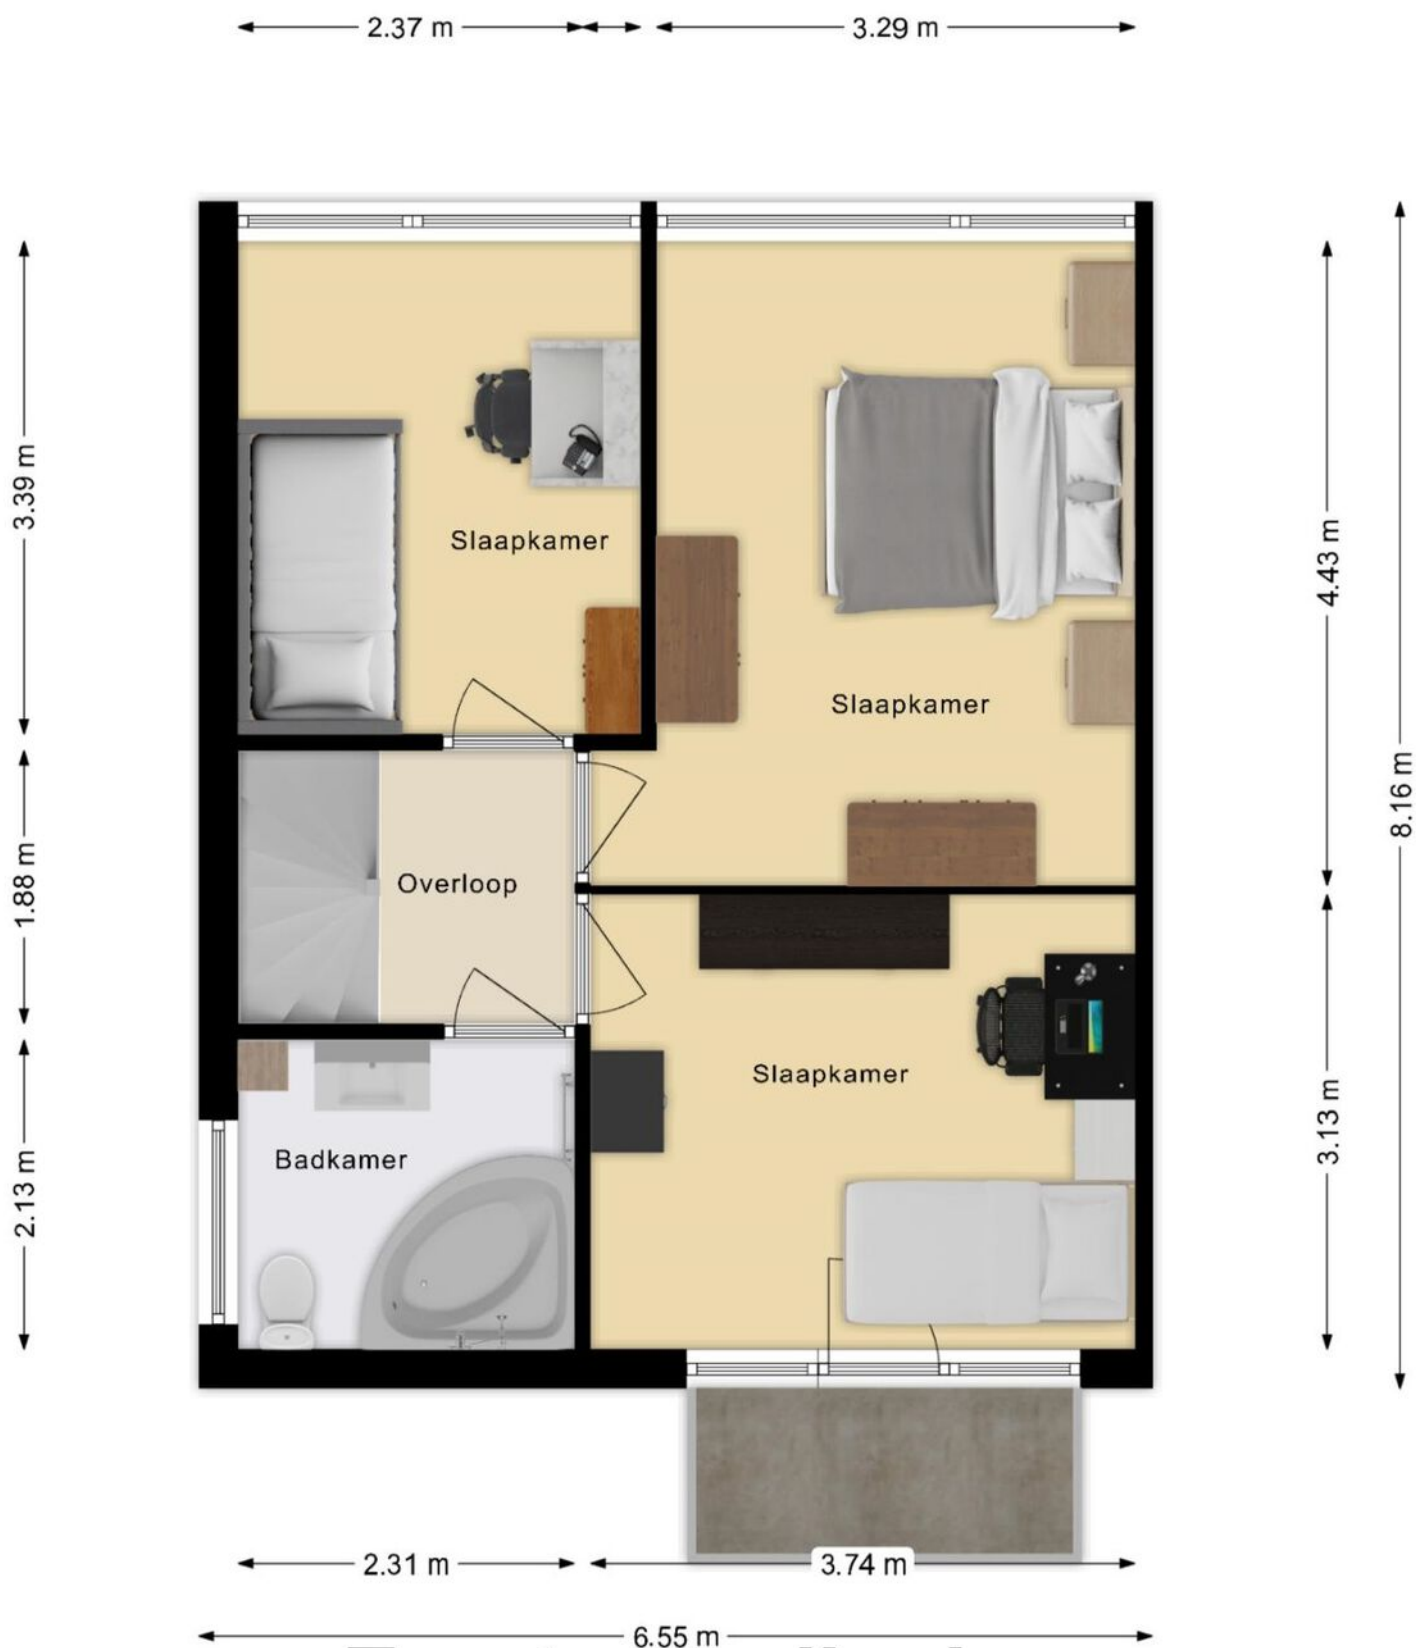 2.37 m
3.29 m
Slaapkamer
3.39 m
4.43 m
Slaapkamer
8.16 m
Overloop
1.88 m
Slaapkamer
3.13 m
Badkamer
2.13 m
2.31 m
3.74 m
6.55 m